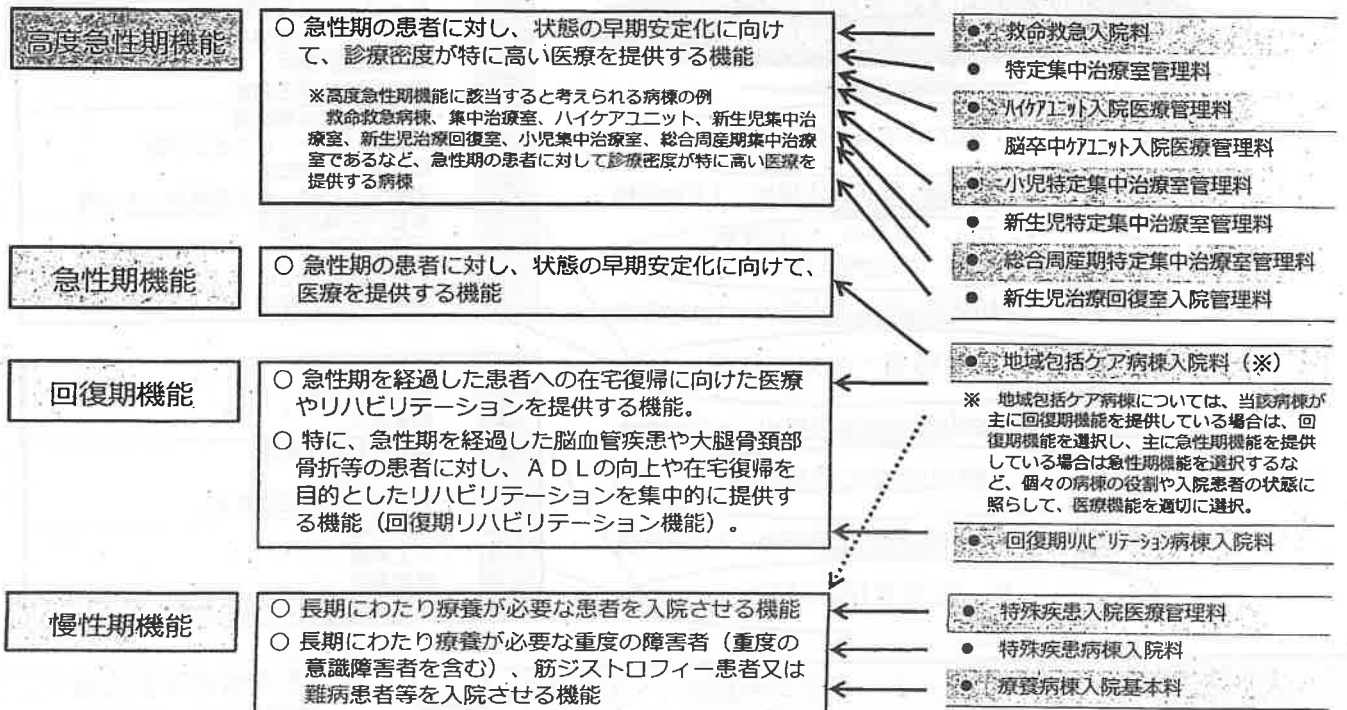 高度急性期機能
○ 急性期の患者に対し、状態の早期安定化に向け
て、診療密度が特に高い医療を提供する機能
※高度急性期機能に該当すると考えられる病棟の例
救命救急病棟、集中治療室、ハイケアユニット、新生児集中治
療室、新生児治療回復室、小児集中治療室、総合周産期集中治療
室であるなど、急性期の患者に対して診療密度が特に高い医療を
提供する病棟
● 救命救急入院料
● 特定集中治療室管理料
● ハイケアユニット入院医療管理料
● 脳卒中ケアユニット入院医療管理料
● 小児特定集中治療室管理料
● 新生児特定集中治療室管理料
● 総合周産期特定集中治療室管理料
● 新生児治療回復室入院管理料
急性期機能
○ 急性期の患者に対し、状態の早期安定化に向けて、
医療を提供する機能
● 地域包括ケア病棟入院料（※）
※ 地域包括ケア病棟については、当該病棟が
主に回復期機能を提供している場合は、回
復期機能を選択し、主に急性期機能を提供
している場合は急性期機能を選択するな
ど、個々の病棟の役割や入院患者の状態に
照らして、医療機能を適切に選択。
回復期機能
○ 急性期を経過した患者への在宅復帰に向けた医療
やリハビリテーションを提供する機能。
○ 特に、急性期を経過した脳血管疾患や大腿骨頚部
骨折等の患者に対し、ＡＤＬの向上や在宅復帰を
目的としたリハビリテーションを集中的に提供す
る機能（回復期リハビリテーション機能）。
● 回復期リハビリテーション病棟入院料
慢性期機能
○ 長期にわたり療養が必要な患者を入院させる機能
○ 長期にわたり療養が必要な重度の障害者（重度の
意識障害者を含む）、筋ジストロフィー患者又は
難病患者等を入院させる機能
● 特殊疾患入院医療管理料
● 特殊疾患病棟入院料
● 療養病棟入院基本料